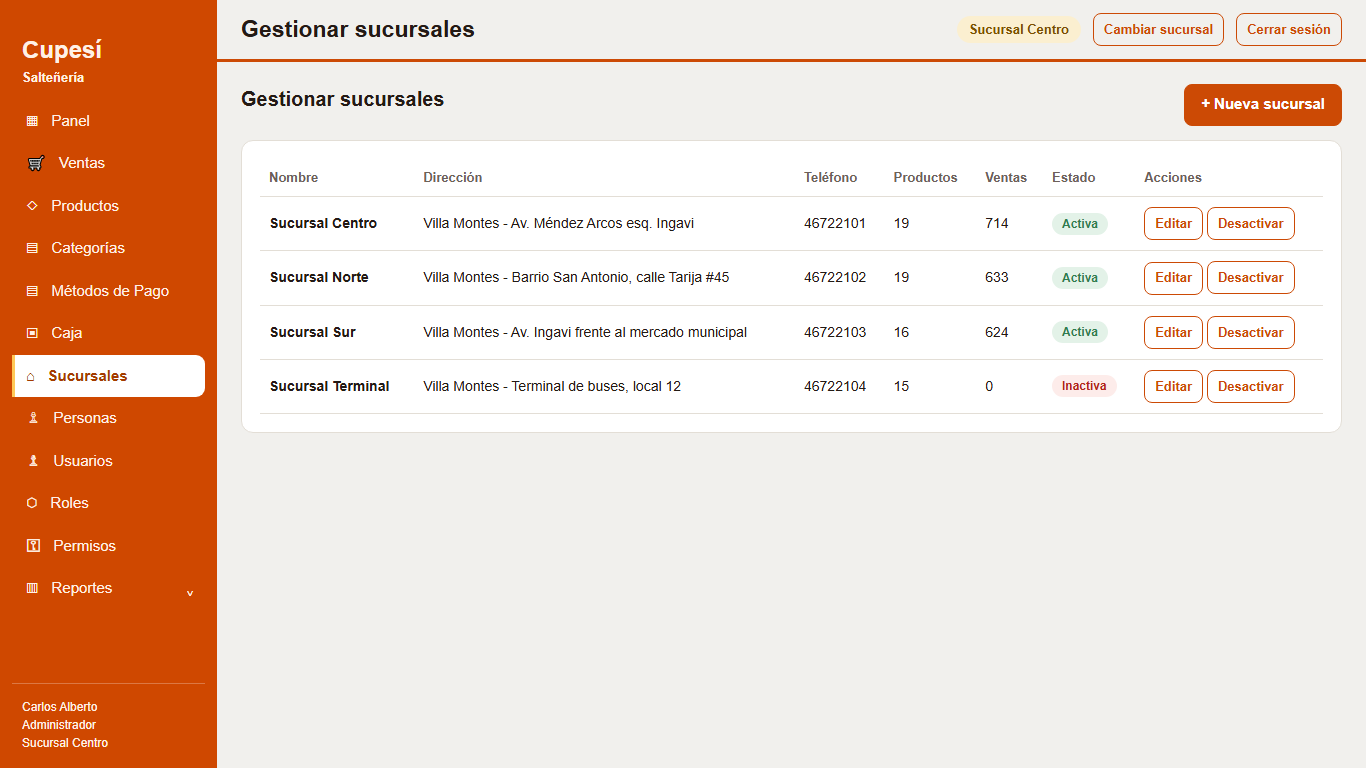 Cupesí
Salteñería
Panel
Ventas
Productos
Categorías
Métodos de Pago
Caja
Sucursales
Personas
Usuarios
Roles
Permisos
Reportes
Carlos Alberto
Administrador
Sucursal Centro
Gestionar sucursales
Sucursal Centro Cambiar sucursal Cerrar sesión
Gestionar sucursales
+ Nueva sucursal
Nombre Dirección Teléfono Productos Ventas Estado Acciones
Sucursal Centro Villa Montes - Av. Méndez Arcos esq. Ingavi 46722101 19 714 Activa Editar Desactivar
Sucursal Norte Villa Montes - Barrio San Antonio, calle Tarija #45 46722102 19 633 Activa Editar Desactivar
Sucursal Sur Villa Montes - Av. Ingavi frente al mercado municipal 46722103 16 624 Activa Editar Desactivar
Sucursal Terminal Villa Montes - Terminal de buses, local 12 46722104 15 0 Inactiva Editar Desactivar